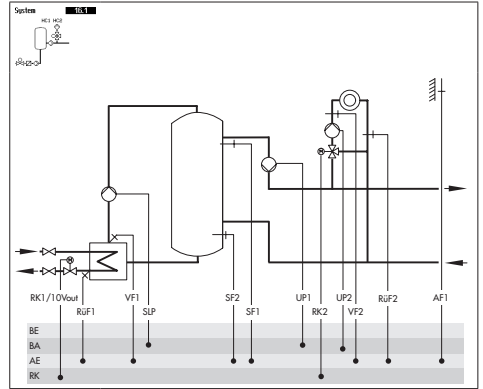 System 16.1
HC1 HC2
RK1/10Vout VF1 SF2 UP1 UP2 RüF2 AF1
RüF1 SLP SF1 RK2 VF2
BE
BA
AE
RK